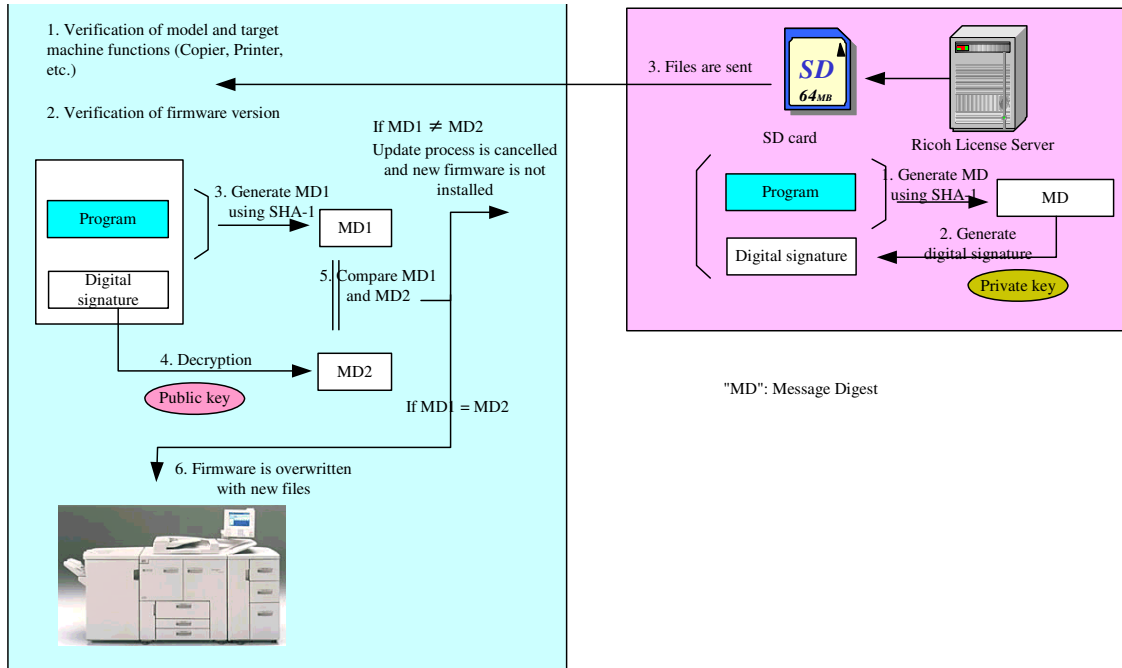 1. Verification of model and target
machine functions (Copier, Printer,
etc.)
2. Verification of firmware version
Program
Digital
signature
3. Generate MD1
using SHA-1
MD1
If MD1 ≠ MD2
Update process is cancelled
and new firmware is not
installed
5. Compare MD1
and MD2
4. Decryption
Public key
MD2
If MD1 = MD2
6. Firmware is overwritten
with new files
3. Files are sent
SD
64MB
SD card
Ricoh License Server
Program
Digital signature
1. Generate MD
using SHA-1
MD
2. Generate
digital signature
Private key
"MD": Message Digest